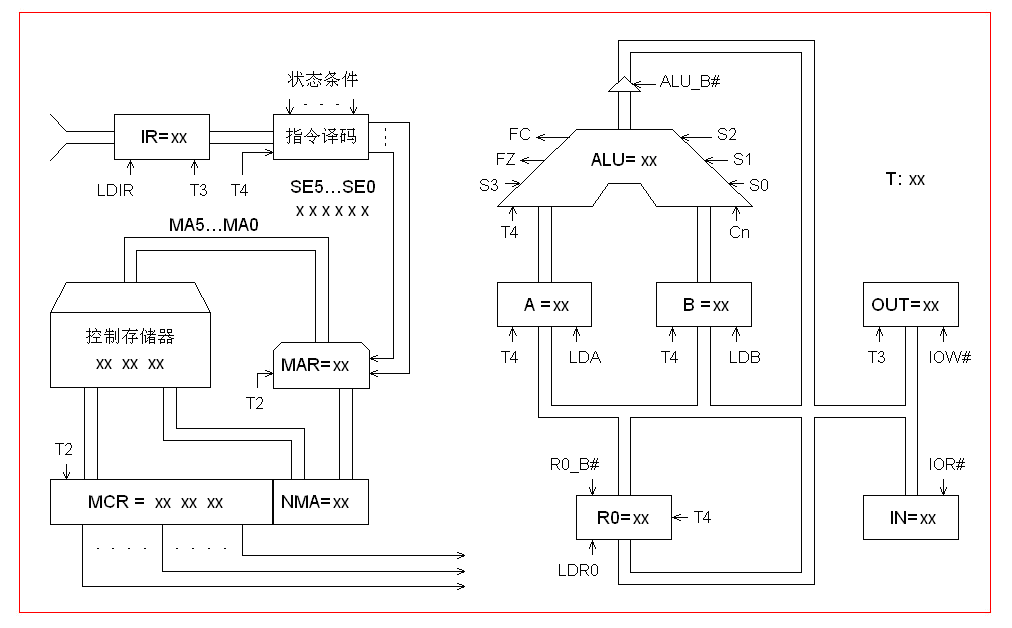 状态条件
IR=xx
指令译码
LDIR
T3
T4
SE5...SE0
x x x x x x
MA5...MA0
控制存储器
xx xx xx
MAR=xx
T2
T2
MCR = xx xx xx
NMA=xx
ALU_B#
FC
FZ
S3
ALU= xx
S2
S1
S0
T4
Cn
T: xx
A =xx
B =xx
OUT=xx
T4
LDA
T4
LDB
T3
IOW#
R0_B#
IOR#
R0=xx
T4
IN=xx
LDR0